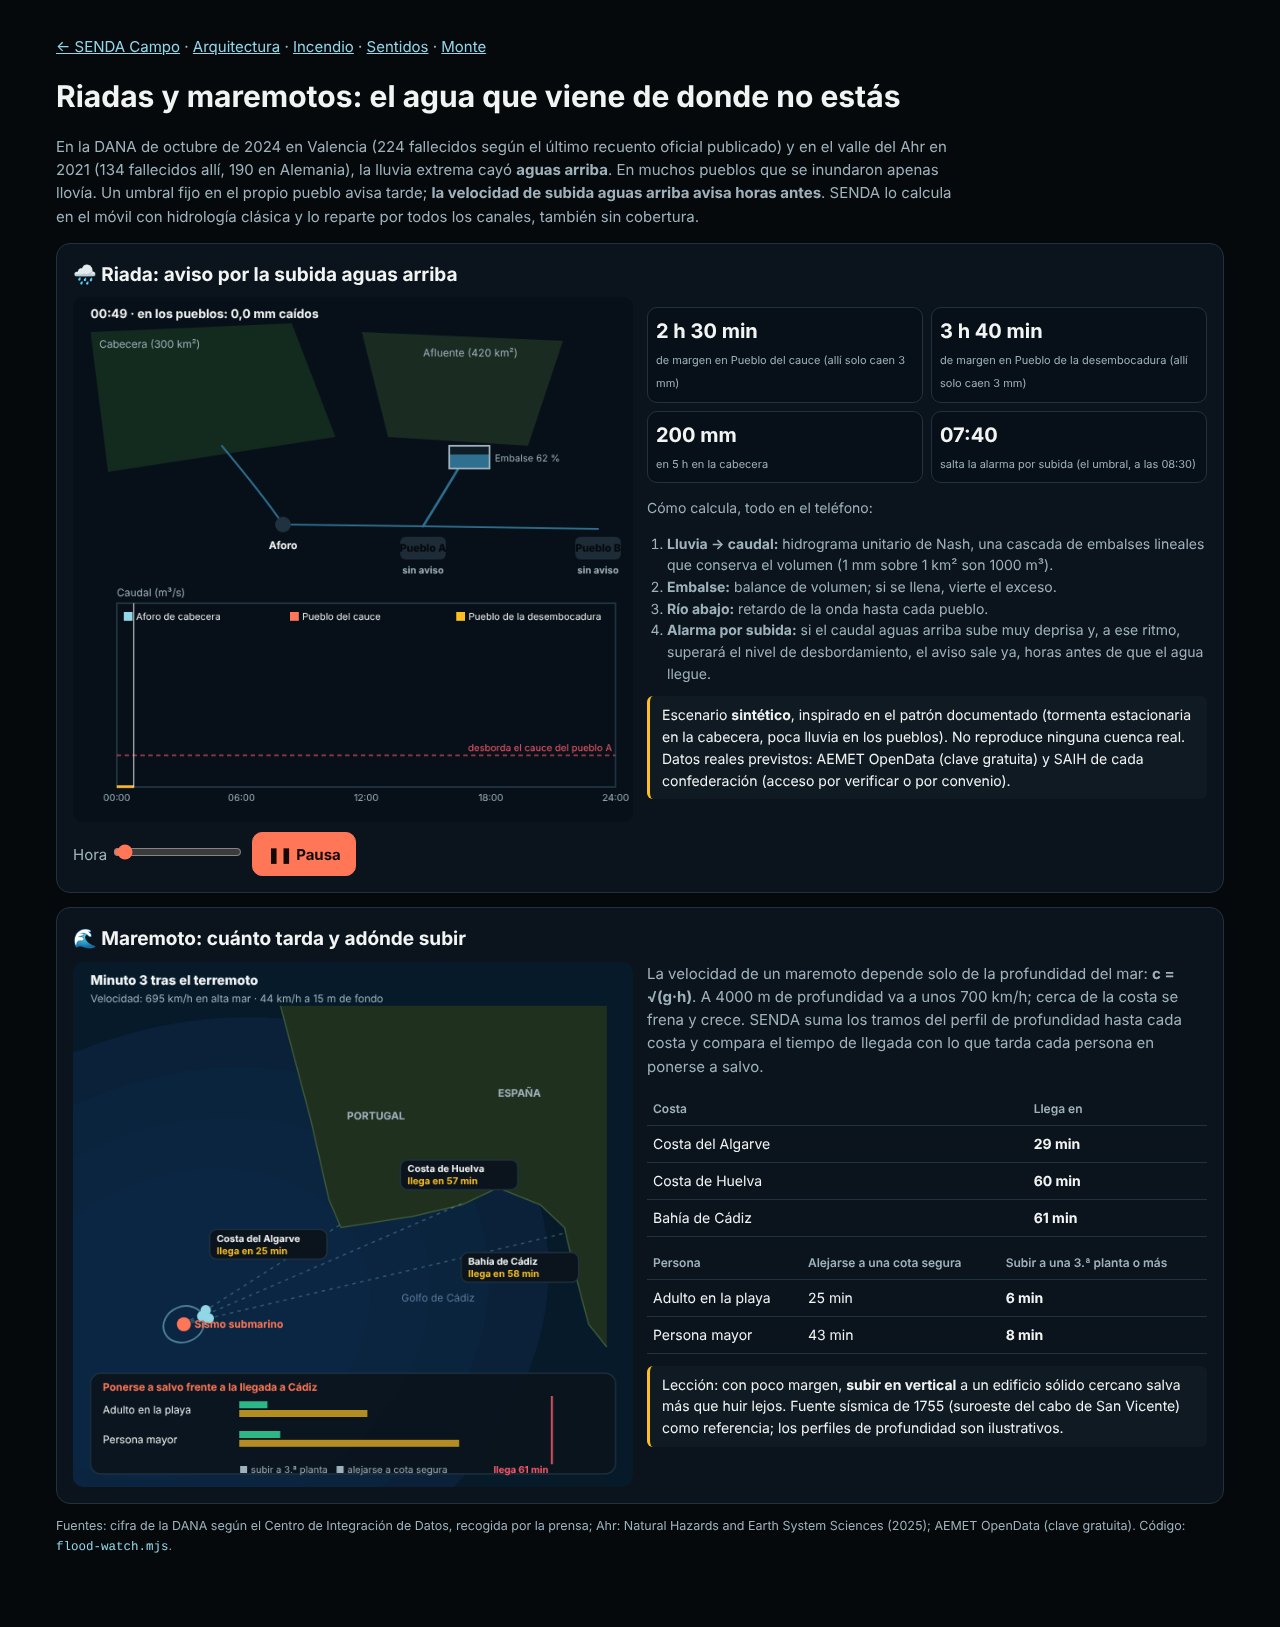 ← SENDA Campo · Arquitectura · Incendio · Sentidos · Monte
Riadas y maremotos: el agua que viene de donde no estás
En la DANA de octubre de 2024 en Valencia (224 fallecidos según el último recuento oficial publicado) y en el valle del Ahr en
2021 (134 fallecidos allí, 190 en Alemania), la lluvia extrema cayó aguas arriba. En muchos pueblos que se inundaron apenas
llovía. Un umbral fijo en el propio pueblo avisa tarde; la velocidad de subida aguas arriba avisa horas antes. SENDA lo calcula
en el móvil con hidrología clásica y lo reparte por todos los canales, también sin cobertura.
🌧️ Riada: aviso por la subida aguas arriba
00:49 · en los pueblos: 0,0 mm caídos
Cabecera (300 km²)
Afluente (420 km²)
Embalse 62 %
Aforo
Pueblo A
sin aviso
Pueblo B
sin aviso
Caudal (m³/s)
Aforo de cabecera
Pueblo del cauce
Pueblo de la desembocadura
desborda el cauce del pueblo A
00:00 06:00 12:00 18:00 24:00
Hora
❚❚ Pausa
2 h 30 min
de margen en Pueblo del cauce (allí solo caen 3
mm)
3 h 40 min
de margen en Pueblo de la desembocadura (allí
solo caen 3 mm)
200 mm
en 5 h en la cabecera
07:40
salta la alarma por subida (el umbral, a las 08:30)
Cómo calcula, todo en el teléfono:
1. Lluvia → caudal: hidrograma unitario de Nash, una cascada de embalses lineales
que conserva el volumen (1 mm sobre 1 km² son 1000 m³).
2. Embalse: balance de volumen; si se llena, vierte el exceso.
3. Río abajo: retardo de la onda hasta cada pueblo.
4. Alarma por subida: si el caudal aguas arriba sube muy deprisa y, a ese ritmo,
superará el nivel de desbordamiento, el aviso sale ya, horas antes de que el agua
llegue.
Escenario sintético, inspirado en el patrón documentado (tormenta estacionaria
en la cabecera, poca lluvia en los pueblos). No reproduce ninguna cuenca real.
Datos reales previstos: AEMET OpenData (clave gratuita) y SAIH de cada
confederación (acceso por verificar o por convenio).
🌊 Maremoto: cuánto tarda y adónde subir
Minuto 3 tras el terremoto
Velocidad: 695 km/h en alta mar · 44 km/h a 15 m de fondo
ESPAÑA
PORTUGAL
Costa de Huelva
llega en 57 min
Costa del Algarve
llega en 25 min
Bahía de Cádiz
llega en 58 min
Golfo de Cádiz
Sismo submarino
Ponerse a salvo frente a la llegada a Cádiz
Adulto en la playa
Persona mayor
subir a 3.ª planta
alejarse a cota segura
llega 61 min
La velocidad de un maremoto depende solo de la profundidad del mar: c =
√(g·h). A 4000 m de profundidad va a unos 700 km/h; cerca de la costa se
frena y crece. SENDA suma los tramos del perfil de profundidad hasta cada
costa y compara el tiempo de llegada con lo que tarda cada persona en
ponerse a salvo.
Costa Llega en
Costa del Algarve 29 min
Costa de Huelva 60 min
Bahía de Cádiz 61 min
Persona Alejarse a una cota segura Subir a una 3.ª planta o más
Adulto en la playa 25 min 6 min
Persona mayor 43 min 8 min
Lección: con poco margen, subir en vertical a un edificio sólido cercano salva
más que huir lejos. Fuente sísmica de 1755 (suroeste del cabo de San Vicente)
como referencia; los perfiles de profundidad son ilustrativos.
Fuentes: cifra de la DANA según el Centro de Integración de Datos, recogida por la prensa; Ahr: Natural Hazards and Earth System Sciences (2025); AEMET OpenData (clave gratuita). Código:
flood-watch.mjs.